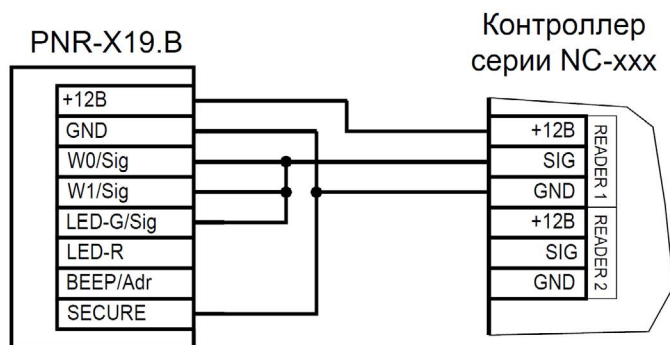 PNR-X19.B
+12В
GND
W0/Sig
W1/Sig
LED-G/Sig
LED-R
BEEP/Adr
SECURE
Контроллер
серии NC-xxx
+12В
SIG
GND
READER 1
+12В
SIG
GND
READER 2